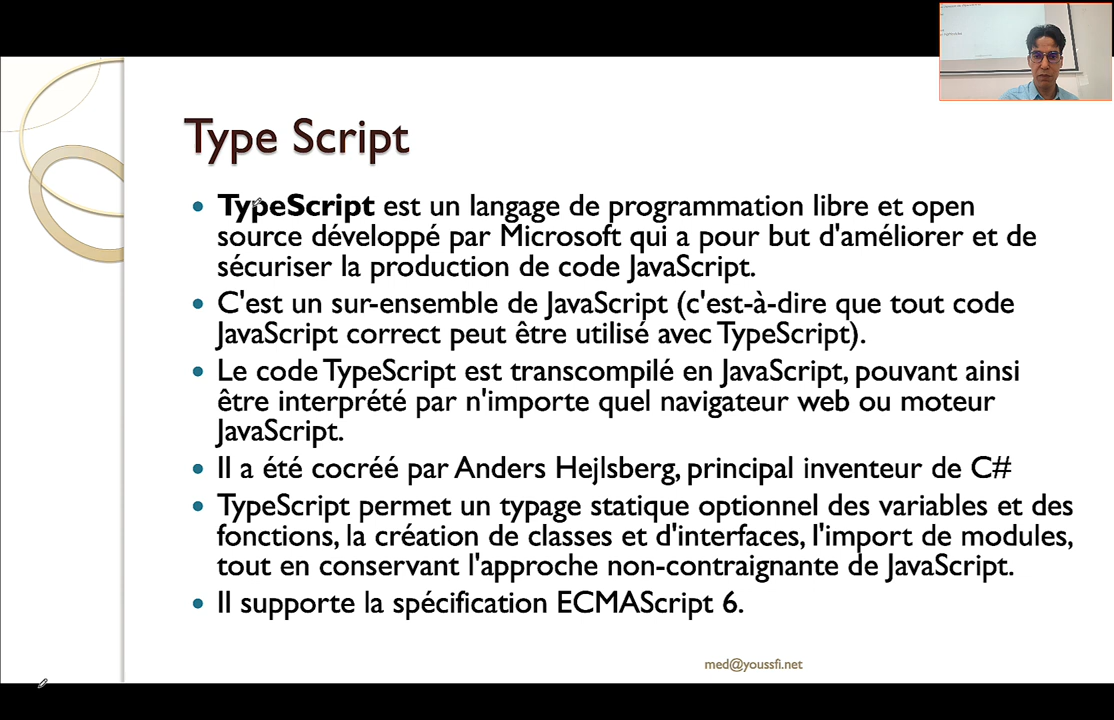 Type Script
TypeScript est un langage de programmation libre et open
source développé par Microsoft qui a pour but d'améliorer et de
sécuriser la production de code JavaScript.
C'est un sur-ensemble de JavaScript (c'est-à-dire que tout code
JavaScript correct peut être utilisé avec TypeScript).
Le code TypeScript est transcompilé en JavaScript, pouvant ainsi
être interprété par n'importe quel navigateur web ou moteur
JavaScript.
Il a été cocréé par Anders Hejlsberg, principal inventeur de C#
TypeScript permet un typage statique optionnel des variables et des
fonctions, la création de classes et d'interfaces, l'import de modules,
tout en conservant l'approche non-contraignante de JavaScript.
Il supporte la spécification ECMAScript 6.
med@youssfi.net